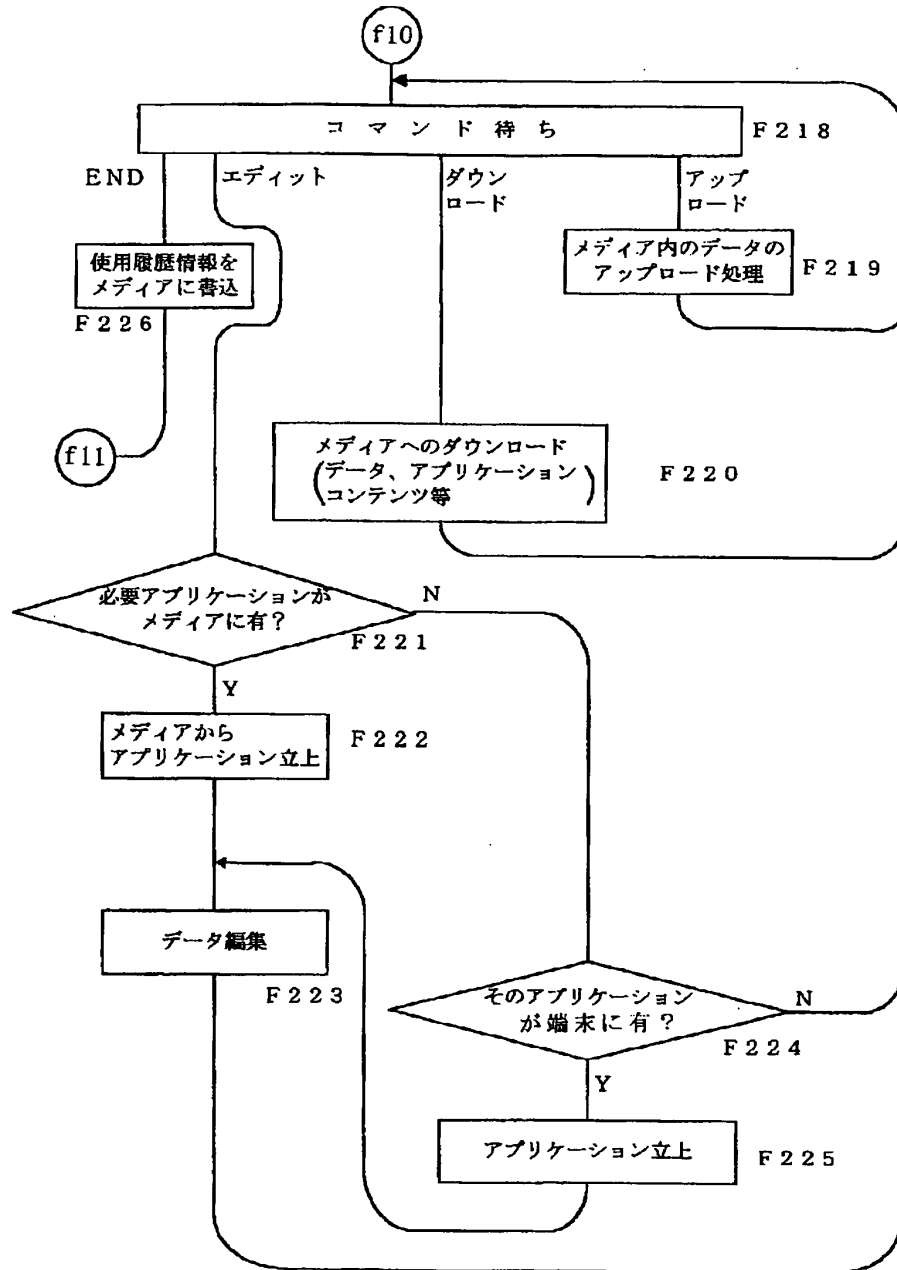 f10
コマンド待ち
F218
END
エディット
ダウン
ロード
アップ
ロード
使用履歴情報を
メディアに書込
F226
メディア内のデータの
アップロード処理
F219
f11
メディアへのダウンロード
(データ、アプリケーション
コンテンツ等)
F220
必要アプリケーションが
メディアに有?
N
F221
Y
メディアから
アプリケーション立上
F222
データ編集
F223
そのアプリケーション
が端末に有?
N
F224
Y
アプリケーション立上
F225